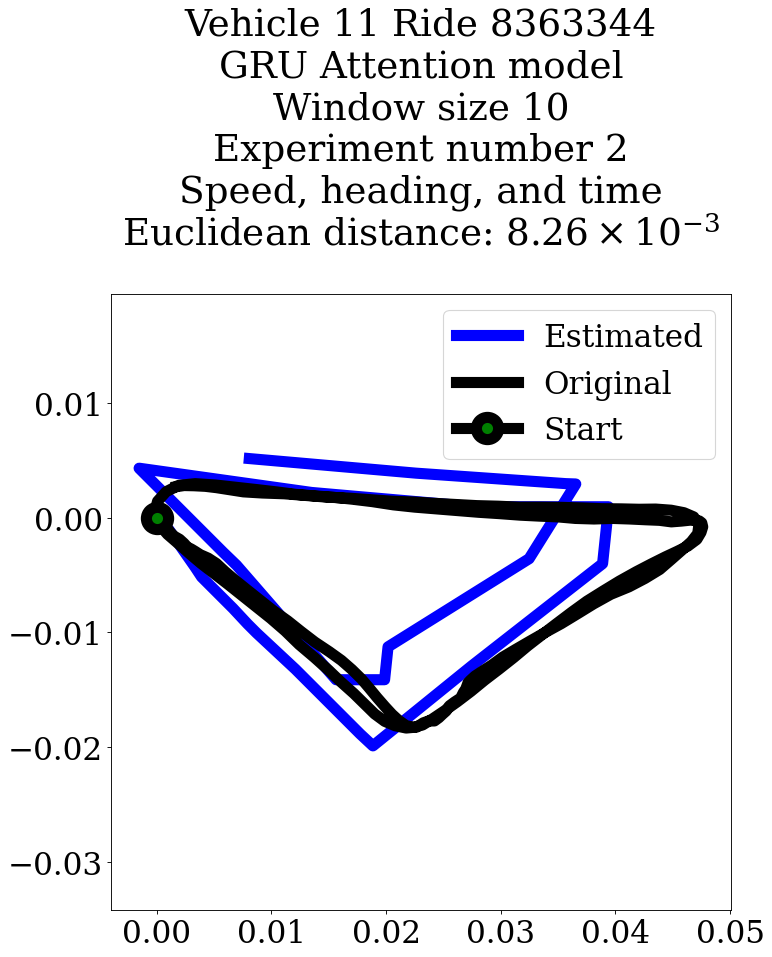 Vehicle 11 Ride 8363344
GRU Attention model
Window size 10
Experiment number 2
Speed, heading, and time
Euclidean distance: 8.26 × 10⁻³
Estimated
Original
Start
0.01
0.00
−0.01
−0.02
−0.03
0.00 0.01 0.02 0.03 0.04 0.05